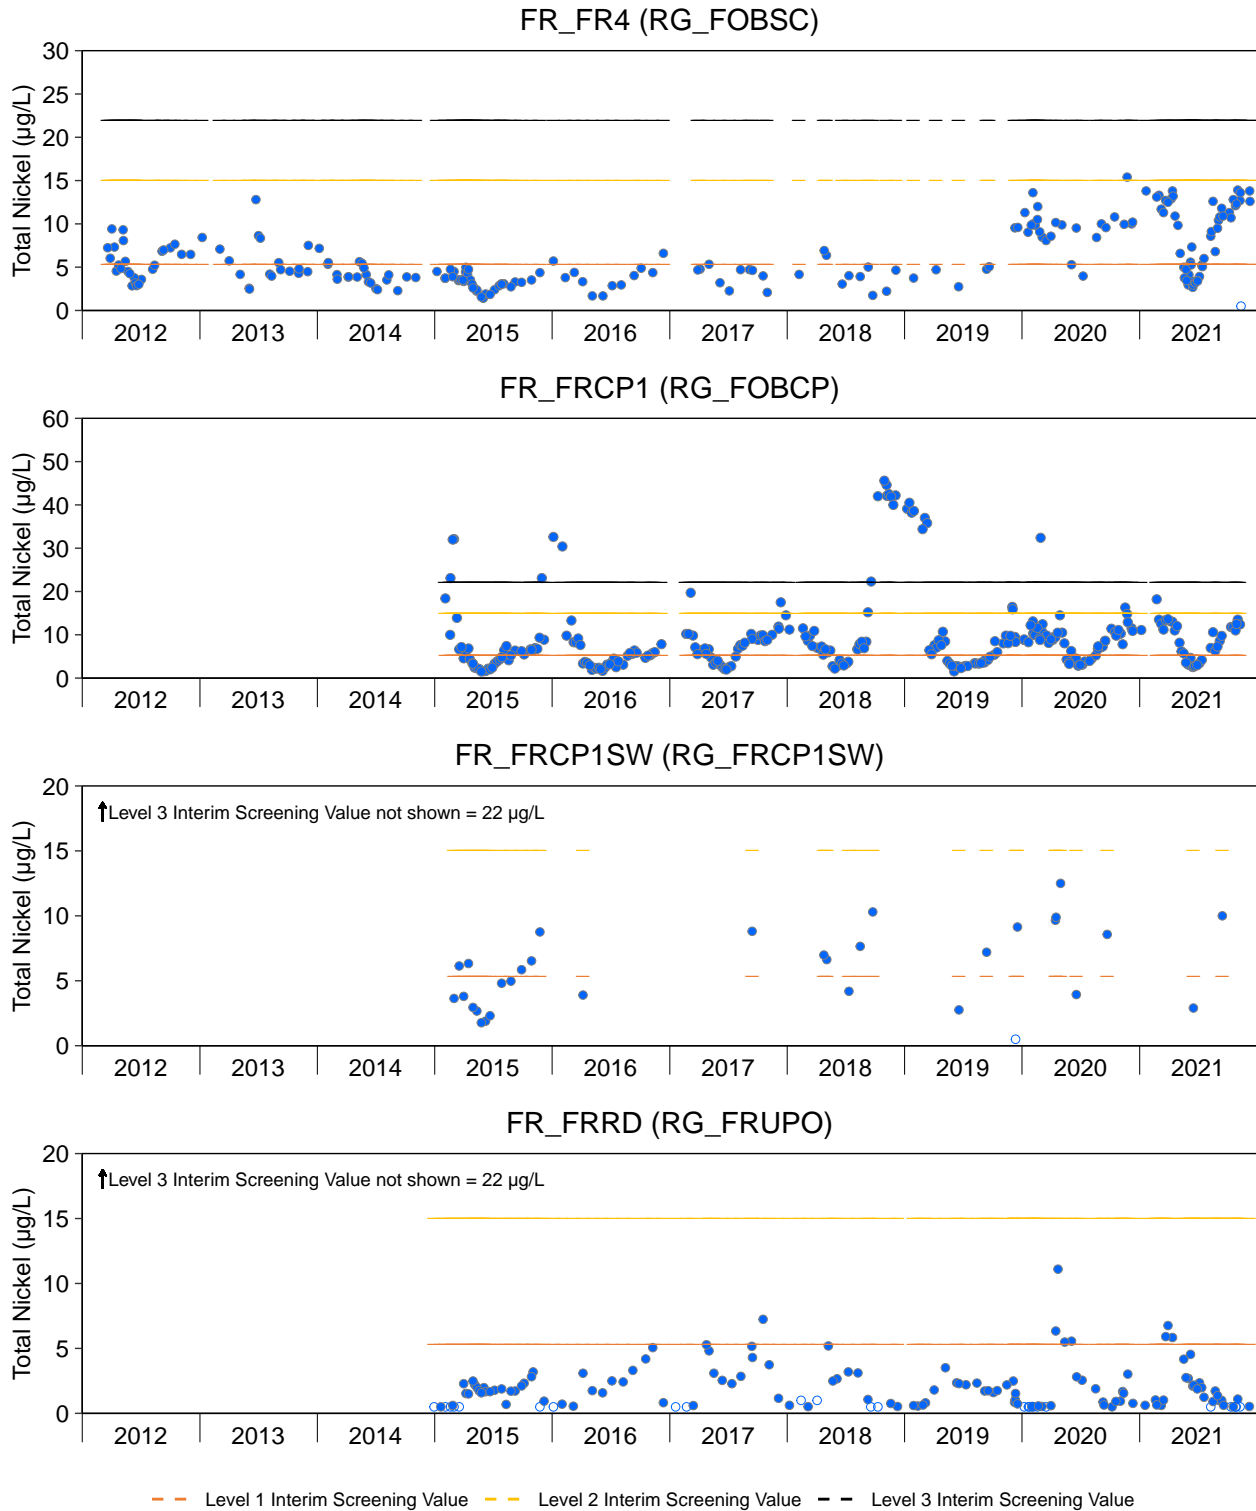 FR_FR4 (RG_FOBSC)
30
25
20
15
10
5
0
Total Nickel (µg/L)
2012 2013 2014 2015 2016 2017 2018 2019 2020 2021
FR_FRCP1 (RG_FOBCP)
60
50
40
30
20
10
0
Total Nickel (µg/L)
2012 2013 2014 2015 2016 2017 2018 2019 2020 2021
FR_FRCP1SW (RG_FRCP1SW)
20
15
10
5
0
Total Nickel (µg/L)
Level 3 Interim Screening Value not shown = 22 µg/L
2012 2013 2014 2015 2016 2017 2018 2019 2020 2021
FR_FRRD (RG_FRUPO)
20
15
10
5
0
Total Nickel (µg/L)
Level 3 Interim Screening Value not shown = 22 µg/L
2012 2013 2014 2015 2016 2017 2018 2019 2020 2021
Level 1 Interim Screening Value Level 2 Interim Screening Value Level 3 Interim Screening Value